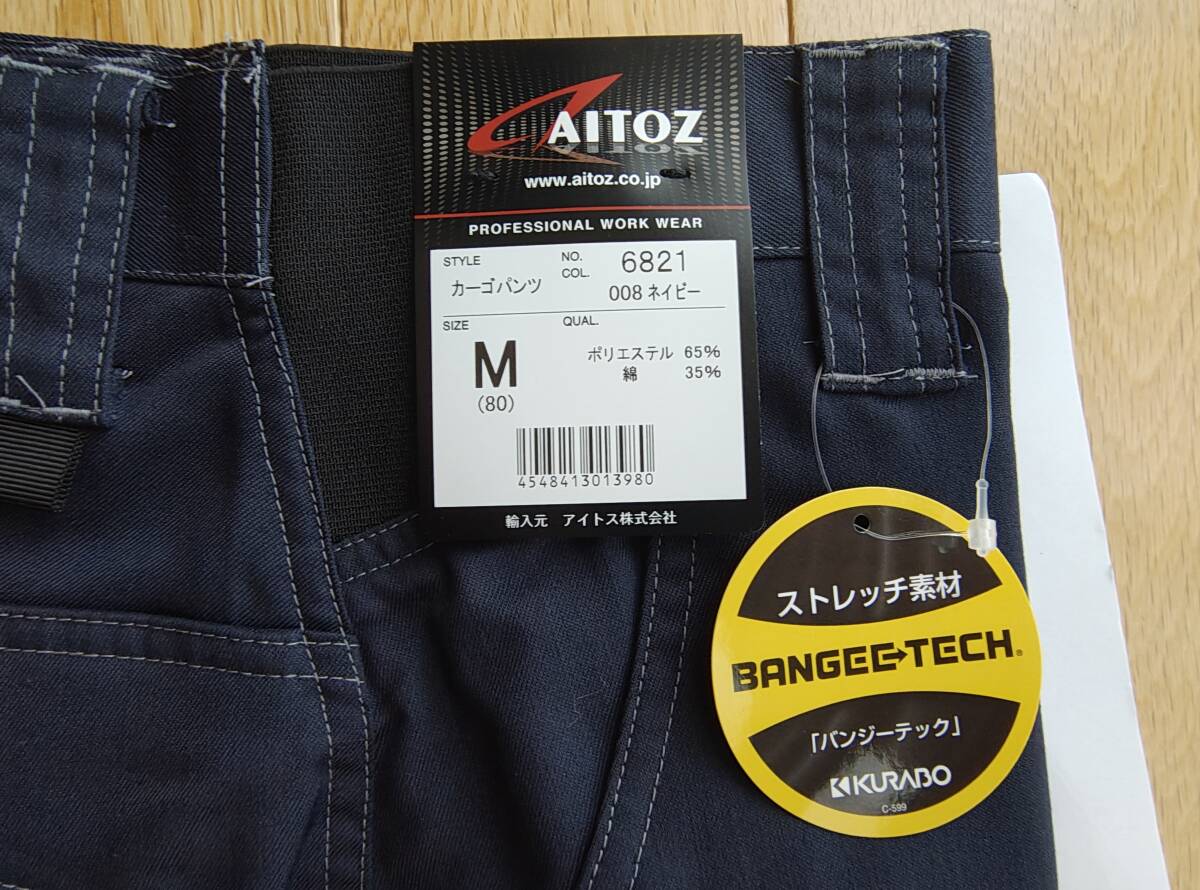 AITOZ
www.aitoz.co.jp
PROFESSIONAL WORK WEAR
STYLE
カーゴパンツ
NO. 6821
COL. 008 ネイビー
SIZE
M
(80)
QUAL.
ポリエステル 65%
綿 35%
4548413013980
輸入元 アイトス株式会社
ストレッチ素材
BANGEE→TECH®
「バンジーテック」
KURABO
C-599